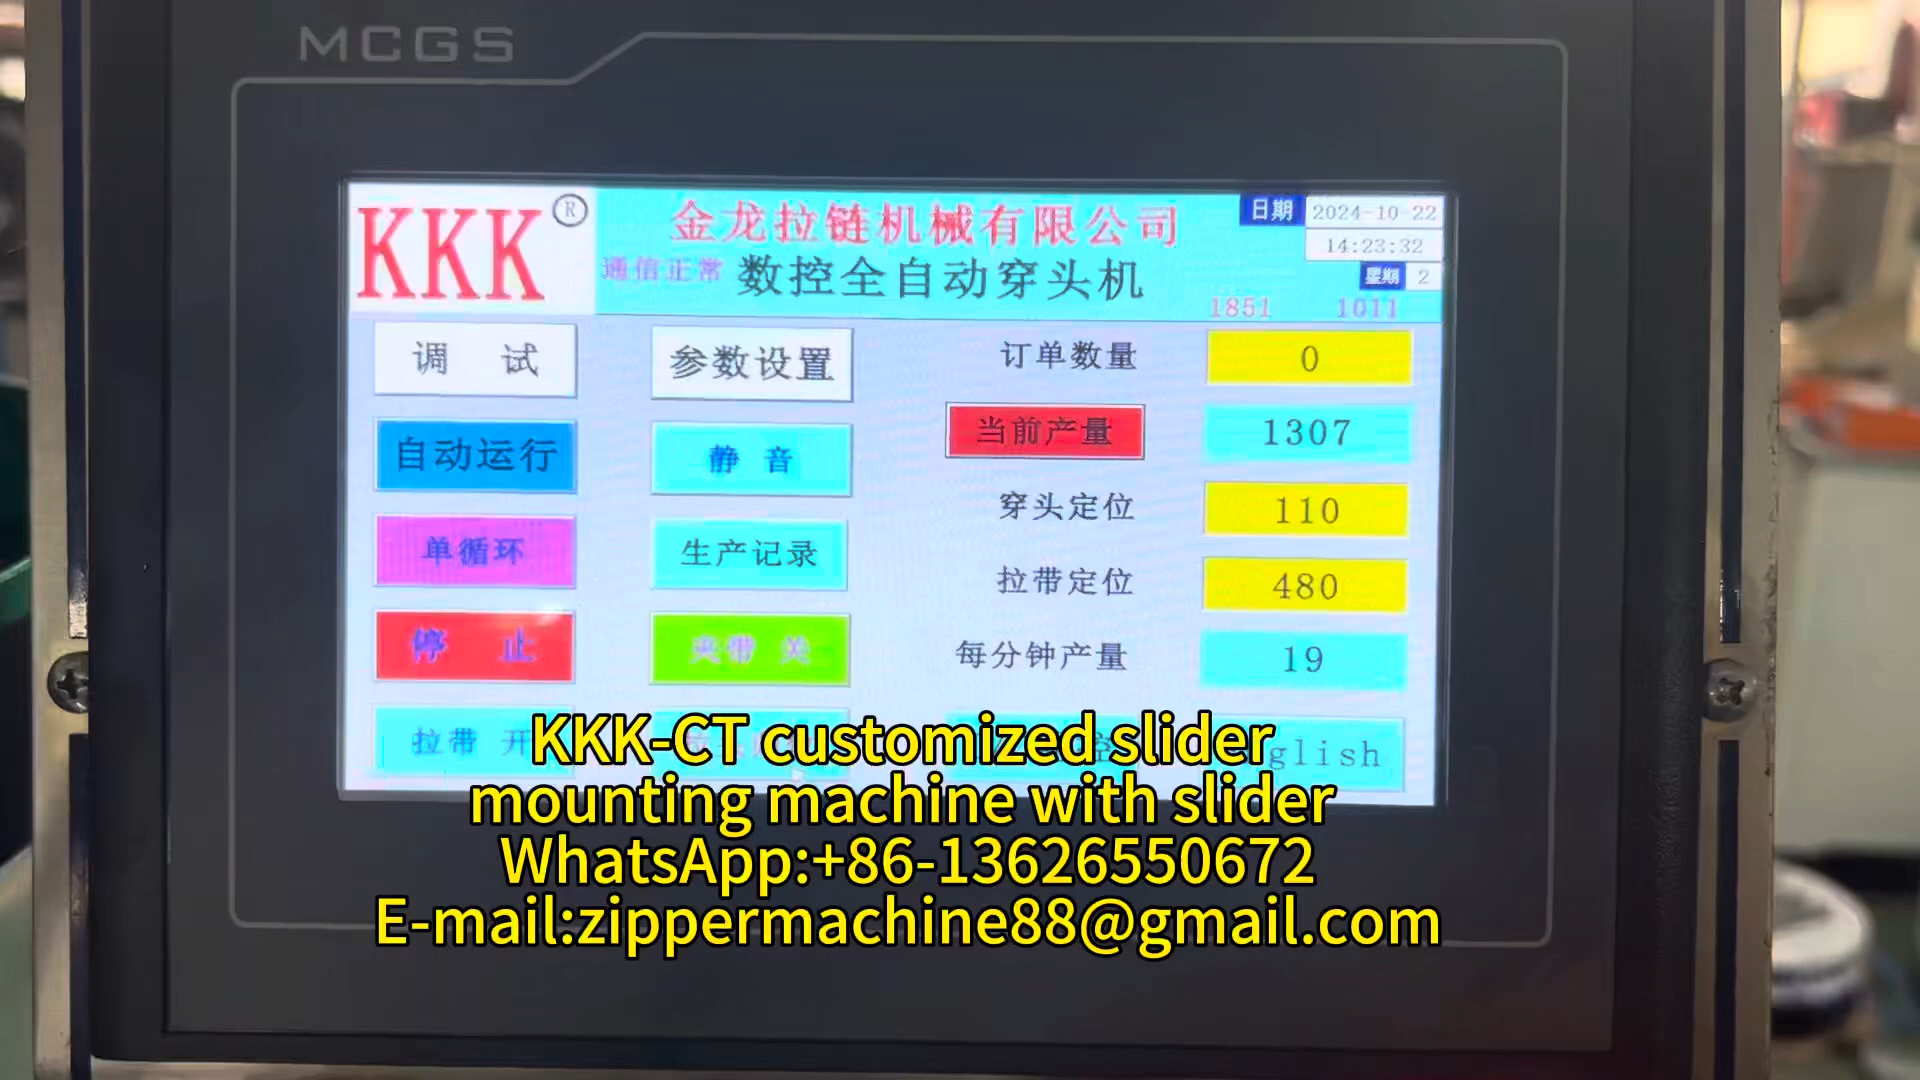 MCGS
KKK®
金龙拉链机械有限公司
日期 2024-10-22
14:23:32
通信正常 数控全自动穿头机
星期 2
1851 1011
调 试 参数设置 订单数量 0
自动运行 静 音 当前产量 1307
单循环 生产记录 穿头定位 110
停 止 夹带 关 拉带定位 480
每分钟产量 19
拉带 开
glish
KKK-CT customized slider
mounting machine with slider
WhatsApp:+86-13626550672
E-mail:zippermachine88@gmail.com